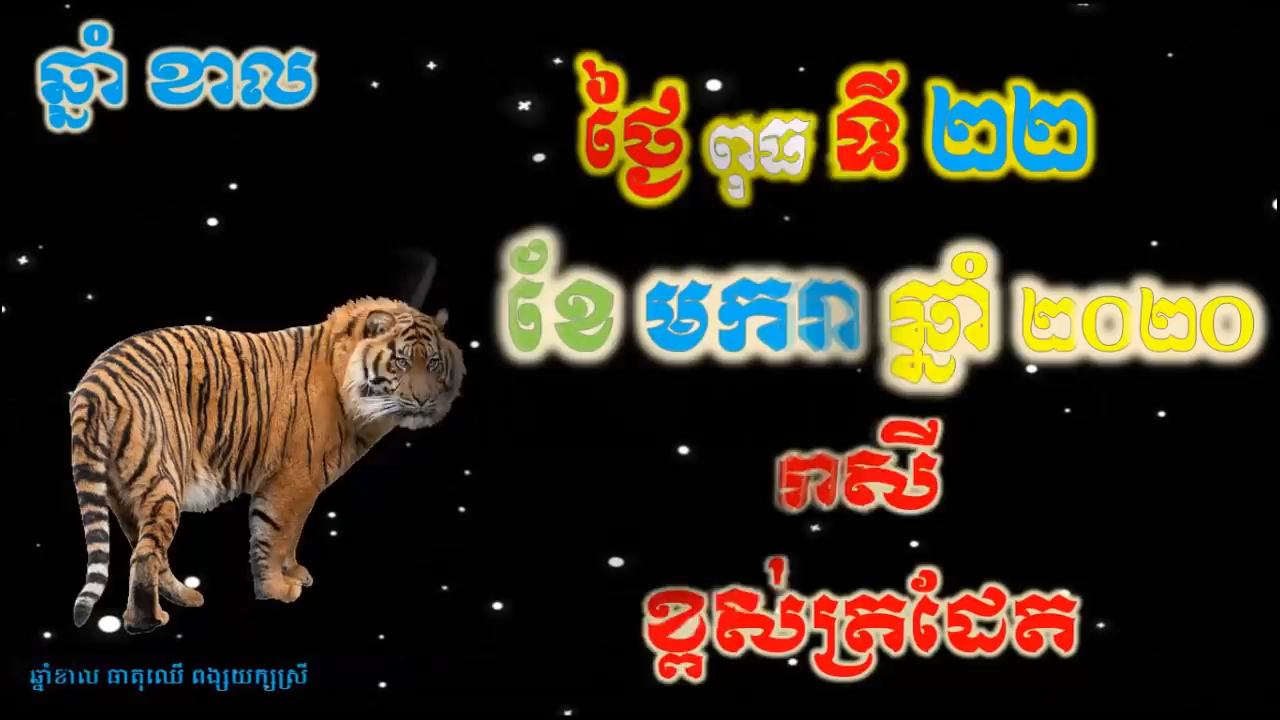 ឆ្នាំ ខាល
ថ្ងៃ ពុធ ទី ២២
ខែ មករា ឆ្នាំ ២០២០
រាសី
ខ្ពស់ត្រដែត
ឆ្នាំខាល ធាតុឈើ ពង្សយក្សស្រី